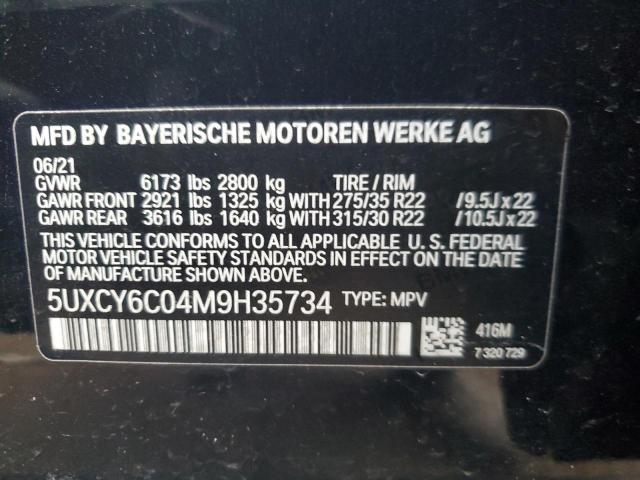 MFD BY BAYERISCHE MOTOREN WERKE AG
06/21
GVWR 6173 lbs 2800 kg TIRE / RIM
GAWR FRONT 2921 lbs 1325 kg WITH 275/35 R22 /9.5J x 22
GAWR REAR 3616 lbs 1640 kg WITH 315/30 R22 /10.5J x 22
THIS VEHICLE CONFORMS TO ALL APPLICABLE U. S. FEDERAL
MOTOR VEHICLE SAFETY STANDARDS IN EFFECT ON THE
DATE OF MANUFACTURE SHOWN ABOVE.
5UXCY6C04M9H35734 TYPE: MPV
416M
7 320 729